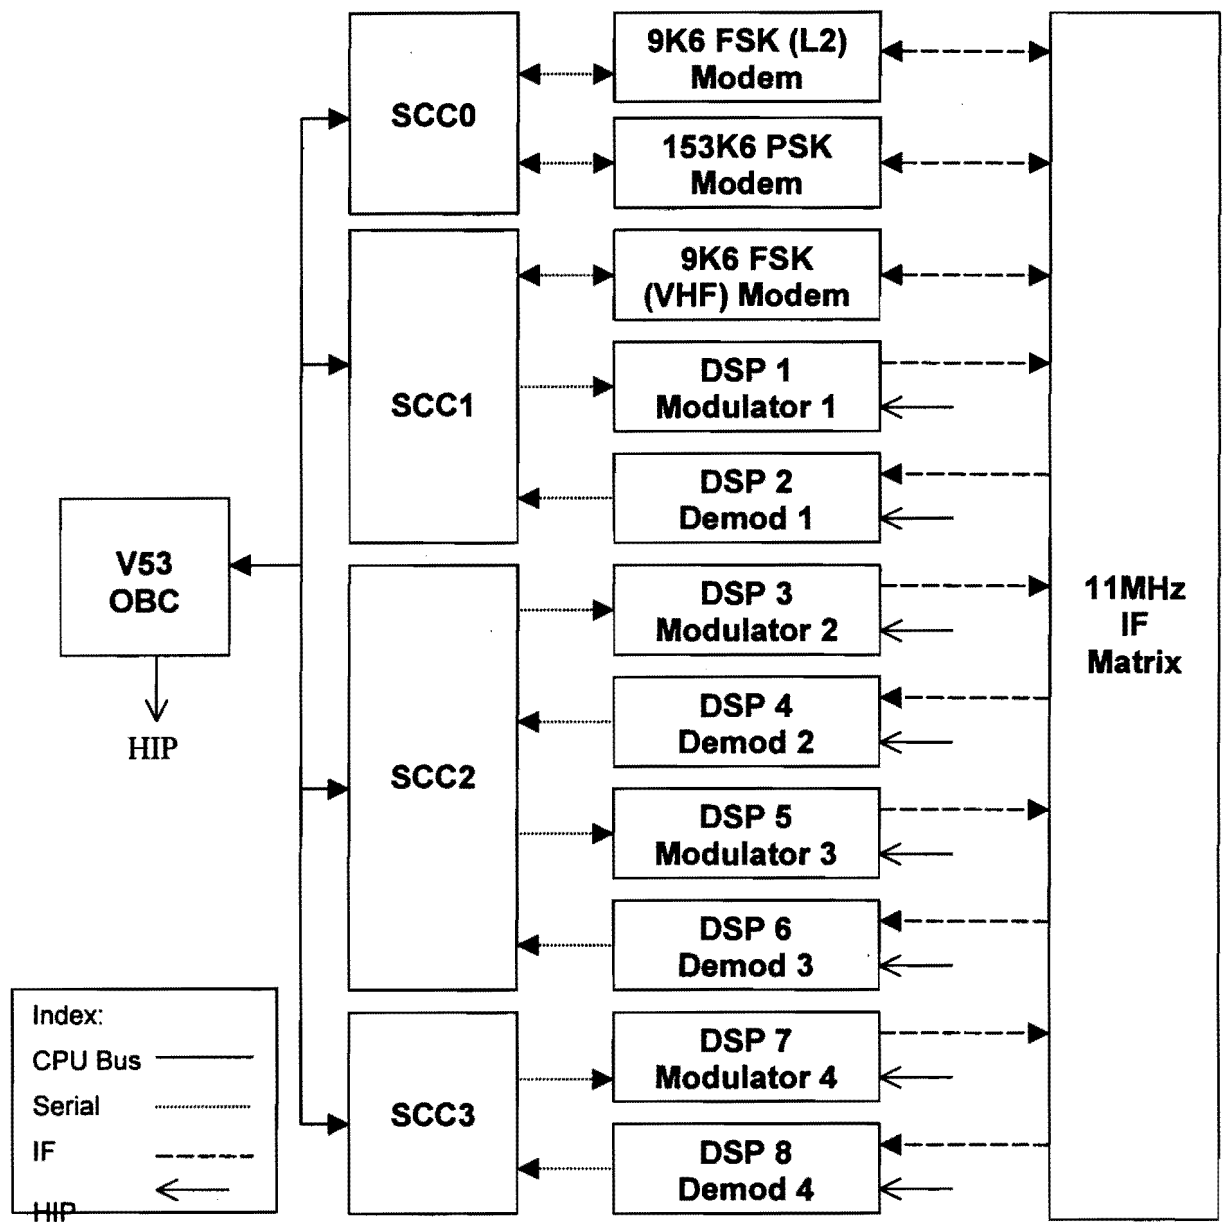 SCC0
9K6 FSK (L2)
Modem
153K6 PSK
Modem
SCC1
9K6 FSK
(VHF) Modem
DSP 1
Modulator 1
DSP 2
Demod 1
V53
OBC
HIP
SCC2
DSP 3
Modulator 2
DSP 4
Demod 2
DSP 5
Modulator 3
DSP 6
Demod 3
SCC3
DSP 7
Modulator 4
DSP 8
Demod 4
11MHz
IF
Matrix
Index:
CPU Bus
Serial
IF
HIP